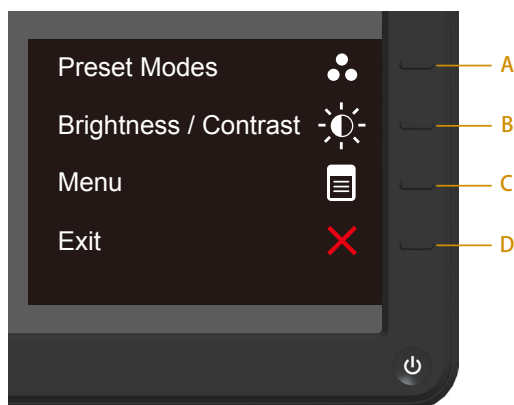 Preset Modes
A
Brightness / Contrast
B
Menu
C
Exit
D